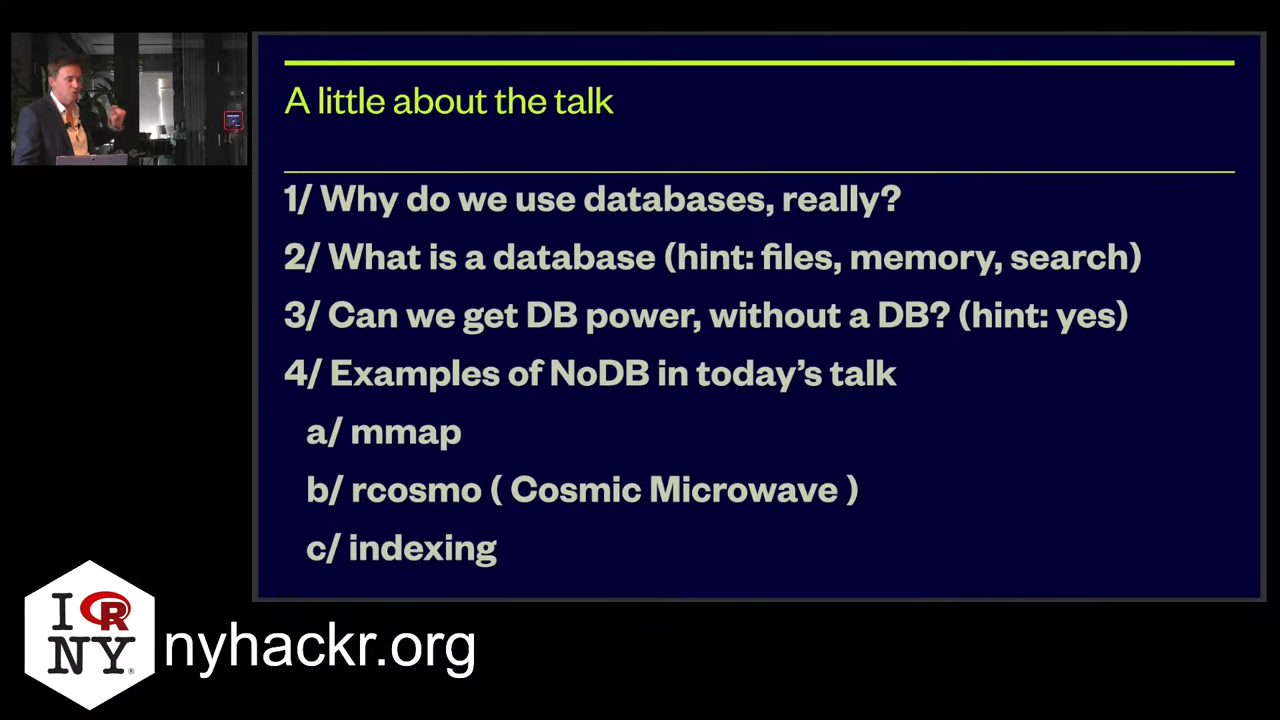 A little about the talk
1/ Why do we use databases, really?
2/ What is a database (hint: files, memory, search)
3/ Can we get DB power, without a DB? (hint: yes)
4/ Examples of NoDB in today's talk
a/ mmap
b/ rcosmo ( Cosmic Microwave )
c/ indexing
I R
NY
nyhackr.org